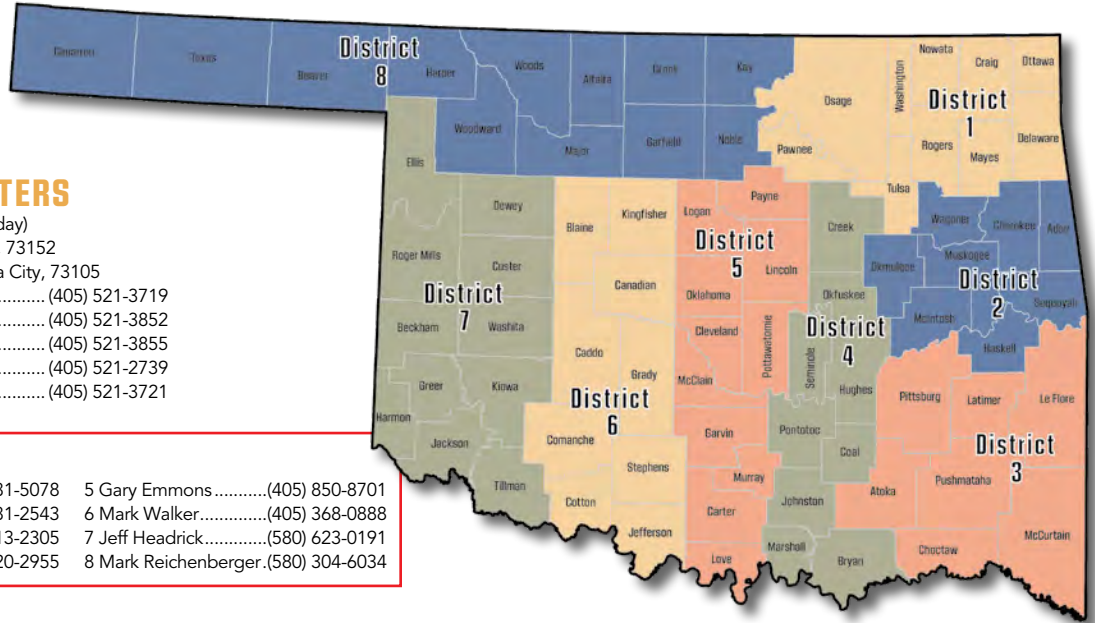 TERS
day)
73152
a City, 73105
(405) 521-3719
(405) 521-3852
(405) 521-3855
(405) 521-2739
(405) 521-3721
31-5078 5 Gary Emmons...........(405) 850-8701
31-2543 6 Mark Walker..............(405) 368-0888
13-2305 7 Jeff Headrick.............(580) 623-0191
20-2955 8 Mark Reichenberger.(580) 304-6034
District
8
Cimarron
Texas
Beaver
Harper
Woods
Alfalfa
Grant
Kay
Woodward
Major
Garfield
Noble
District
1
Osage
Washington
Nowata
Craig
Ottawa
Pawnee
Rogers
Mayes
Delaware
Tulsa
District
7
Ellis
Dewey
Roger Mills
Custer
Beckham
Washita
Greer
Kiowa
Harmon
Jackson
Tillman
District
6
Blaine
Kingfisher
Canadian
Caddo
Grady
Comanche
Stephens
Cotton
Jefferson
District
5
Payne
Logan
Lincoln
Oklahoma
Cleveland
Pottawatomie
McClain
Garvin
Murray
Carter
Love
District
4
Creek
Okfuskee
Seminole
Hughes
Pontotoc
Coal
Johnston
Marshall
Bryan
District
2
Wagoner
Cherokee
Adair
Okmulgee
Muskogee
McIntosh
Sequoyah
Haskell
District
3
Pittsburg
Latimer
Le Flore
Atoka
Pushmataha
McCurtain
Choctaw